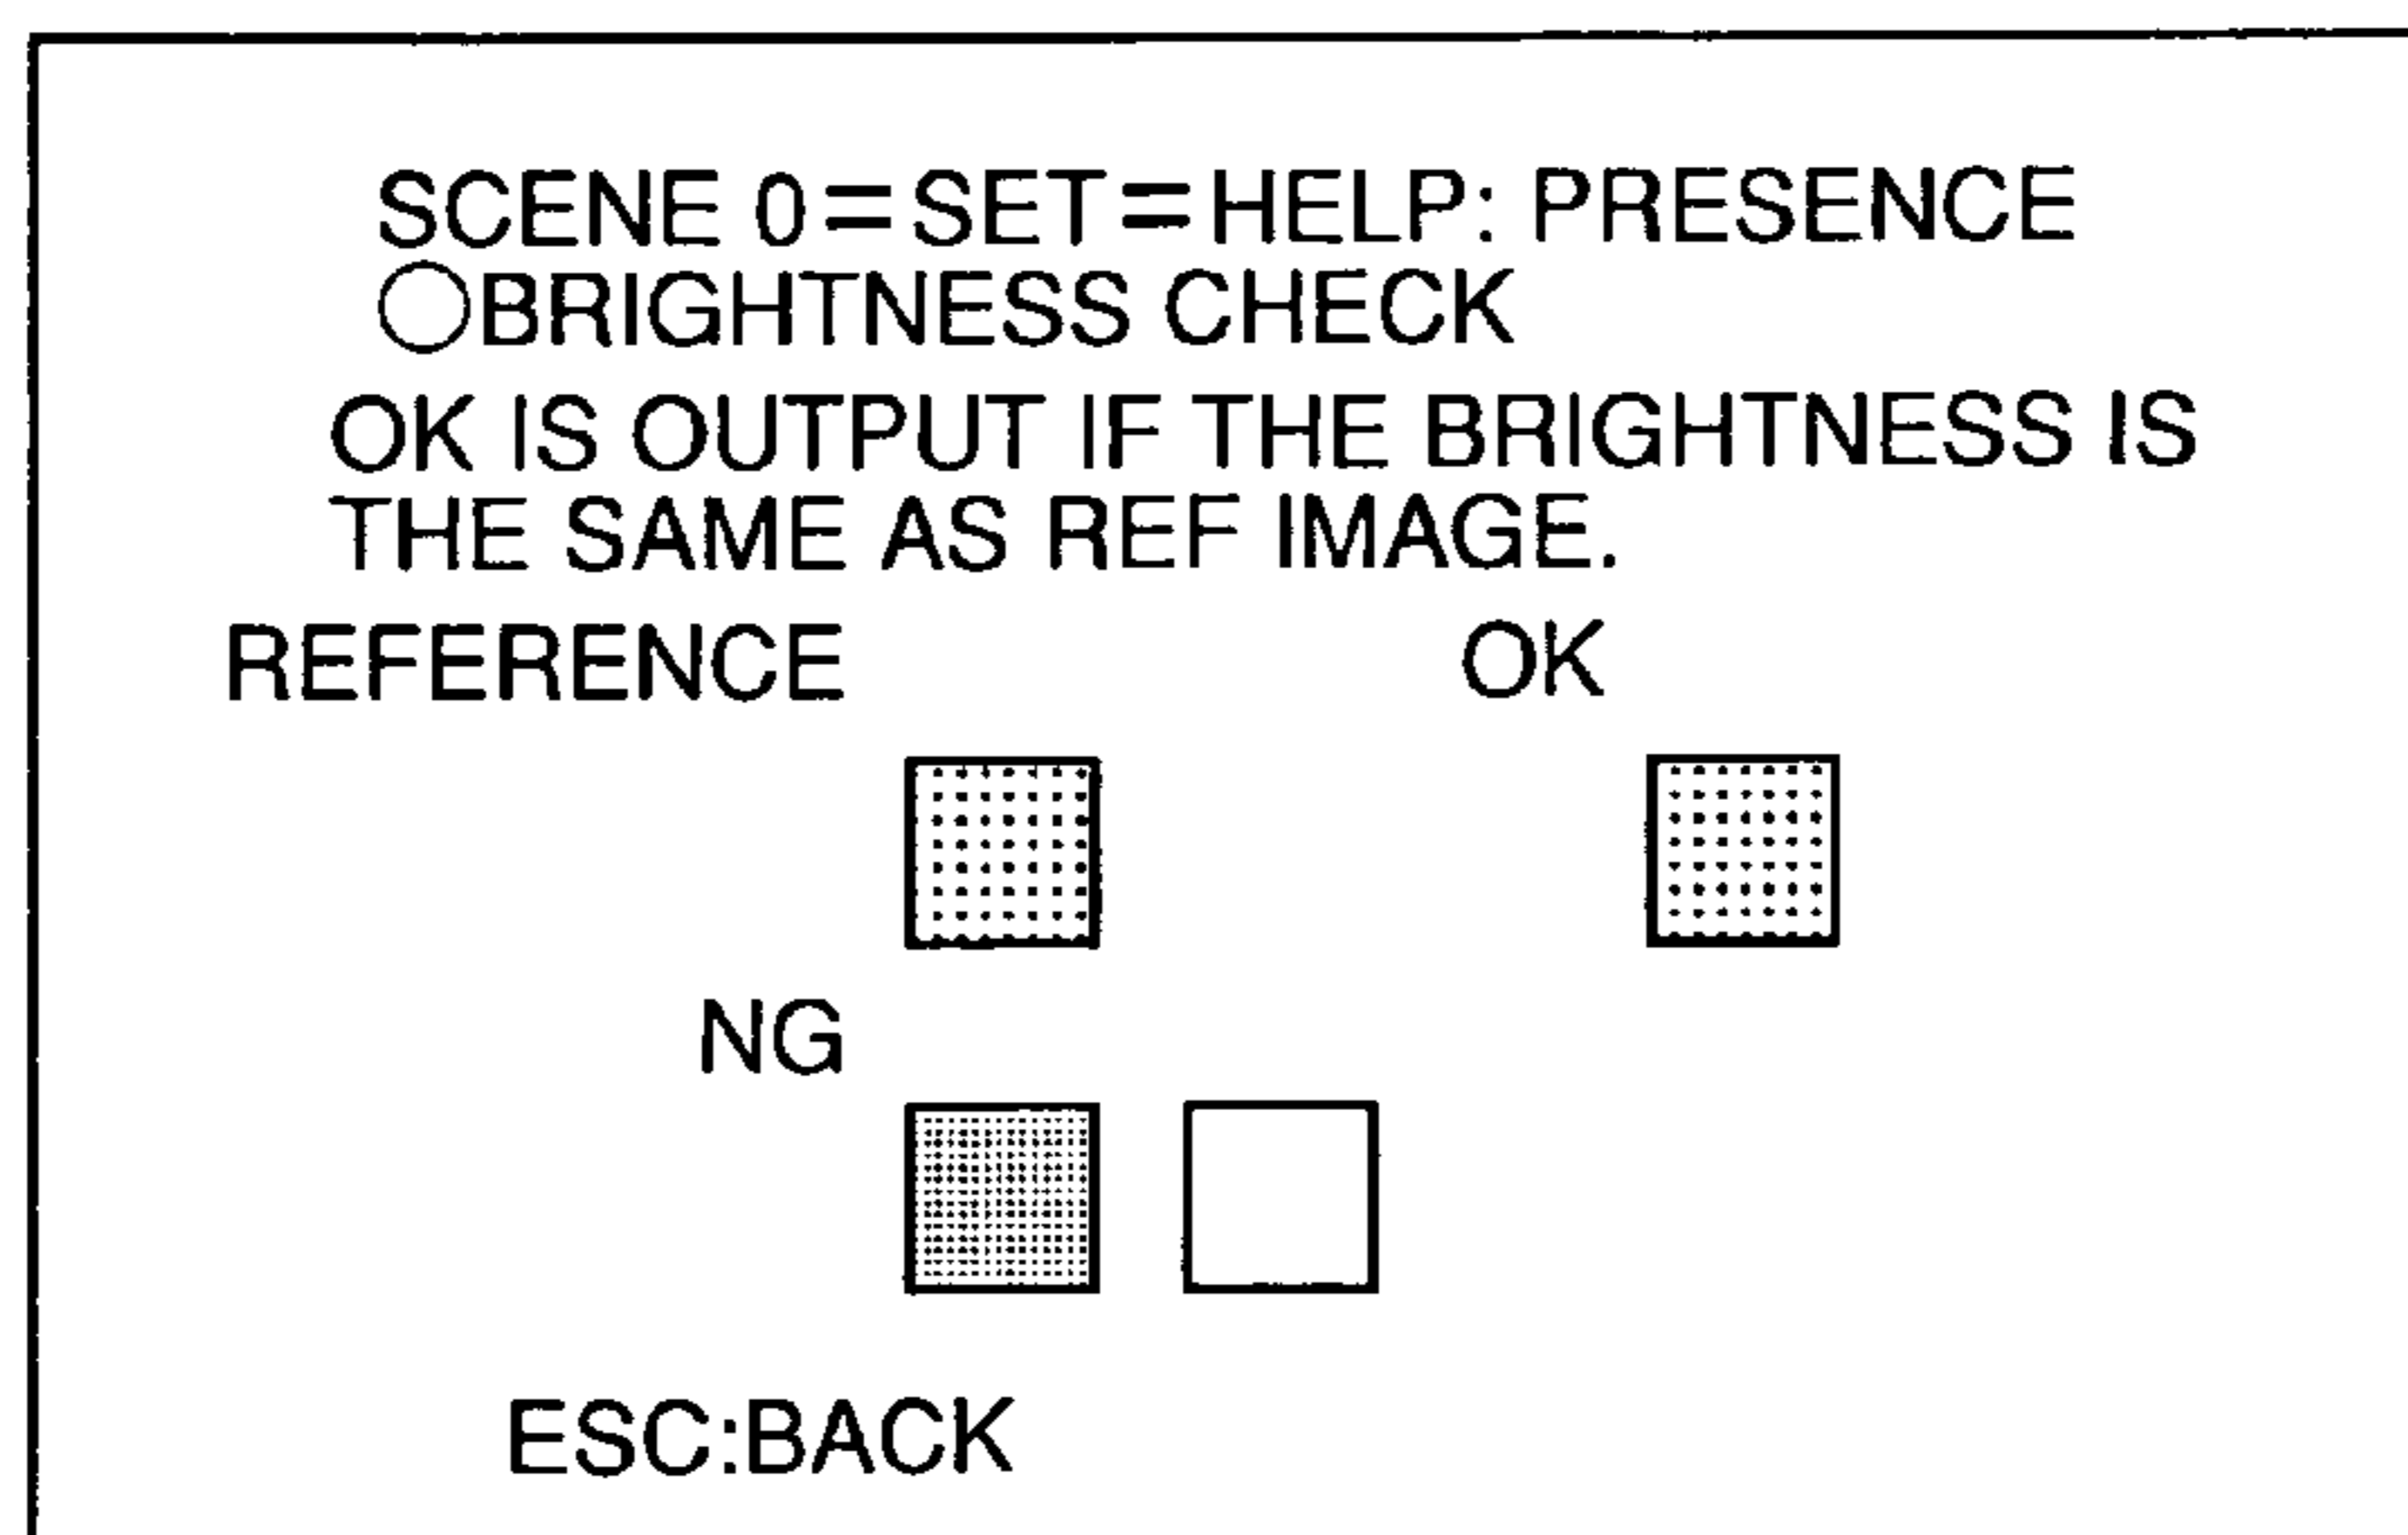 SCENE 0=SET=HELP: PRESENCE
○BRIGHTNESS CHECK
OK IS OUTPUT IF THE BRIGHTNESS IS
THE SAME AS REF IMAGE.
REFERENCE OK
NG
ESC:BACK